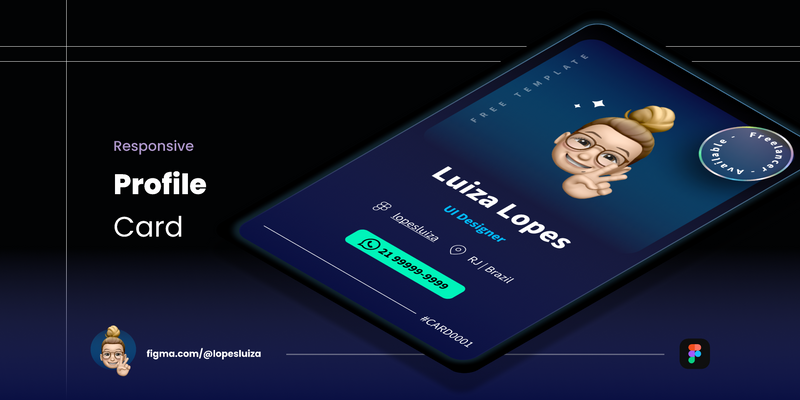 Responsive
Profile
Card
figma.com/@lopesluiza
FREE TEMPLATE
Freelancer - Available -
Luiza Lopes
UI Designer
lopesluiza
RJ | Brazil
21 99999-9999
#CARD0001